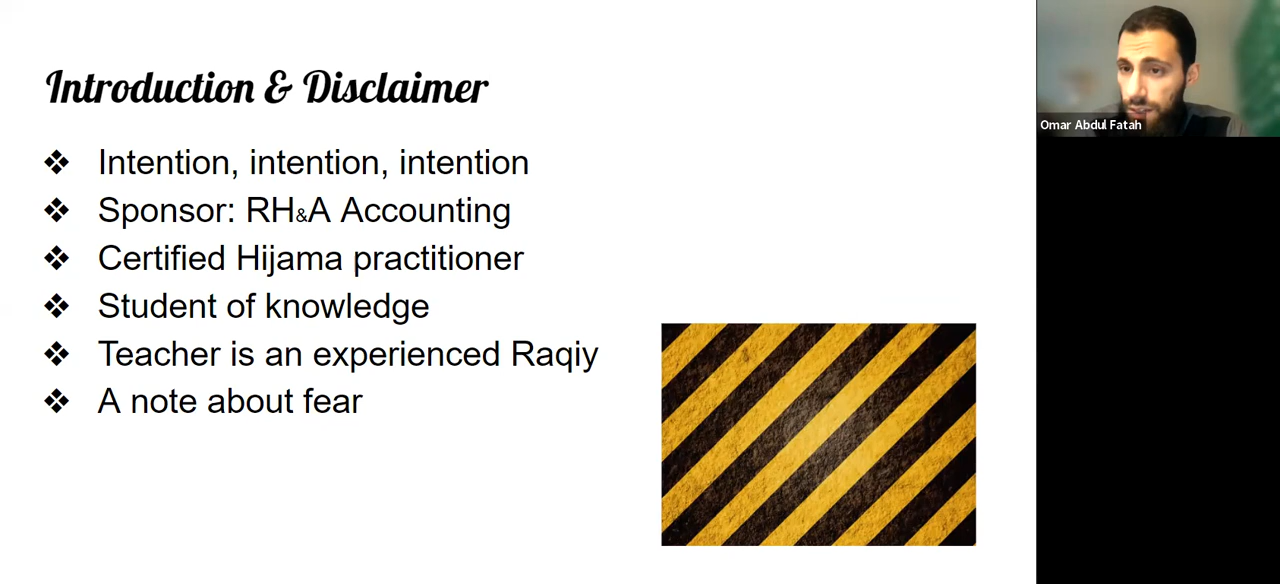 Introduction & Disclaimer
❖ Intention, intention, intention
❖ Sponsor: RH&A Accounting
❖ Certified Hijama practitioner
❖ Student of knowledge
❖ Teacher is an experienced Raqiy
❖ A note about fear
Omar Abdul Fatah